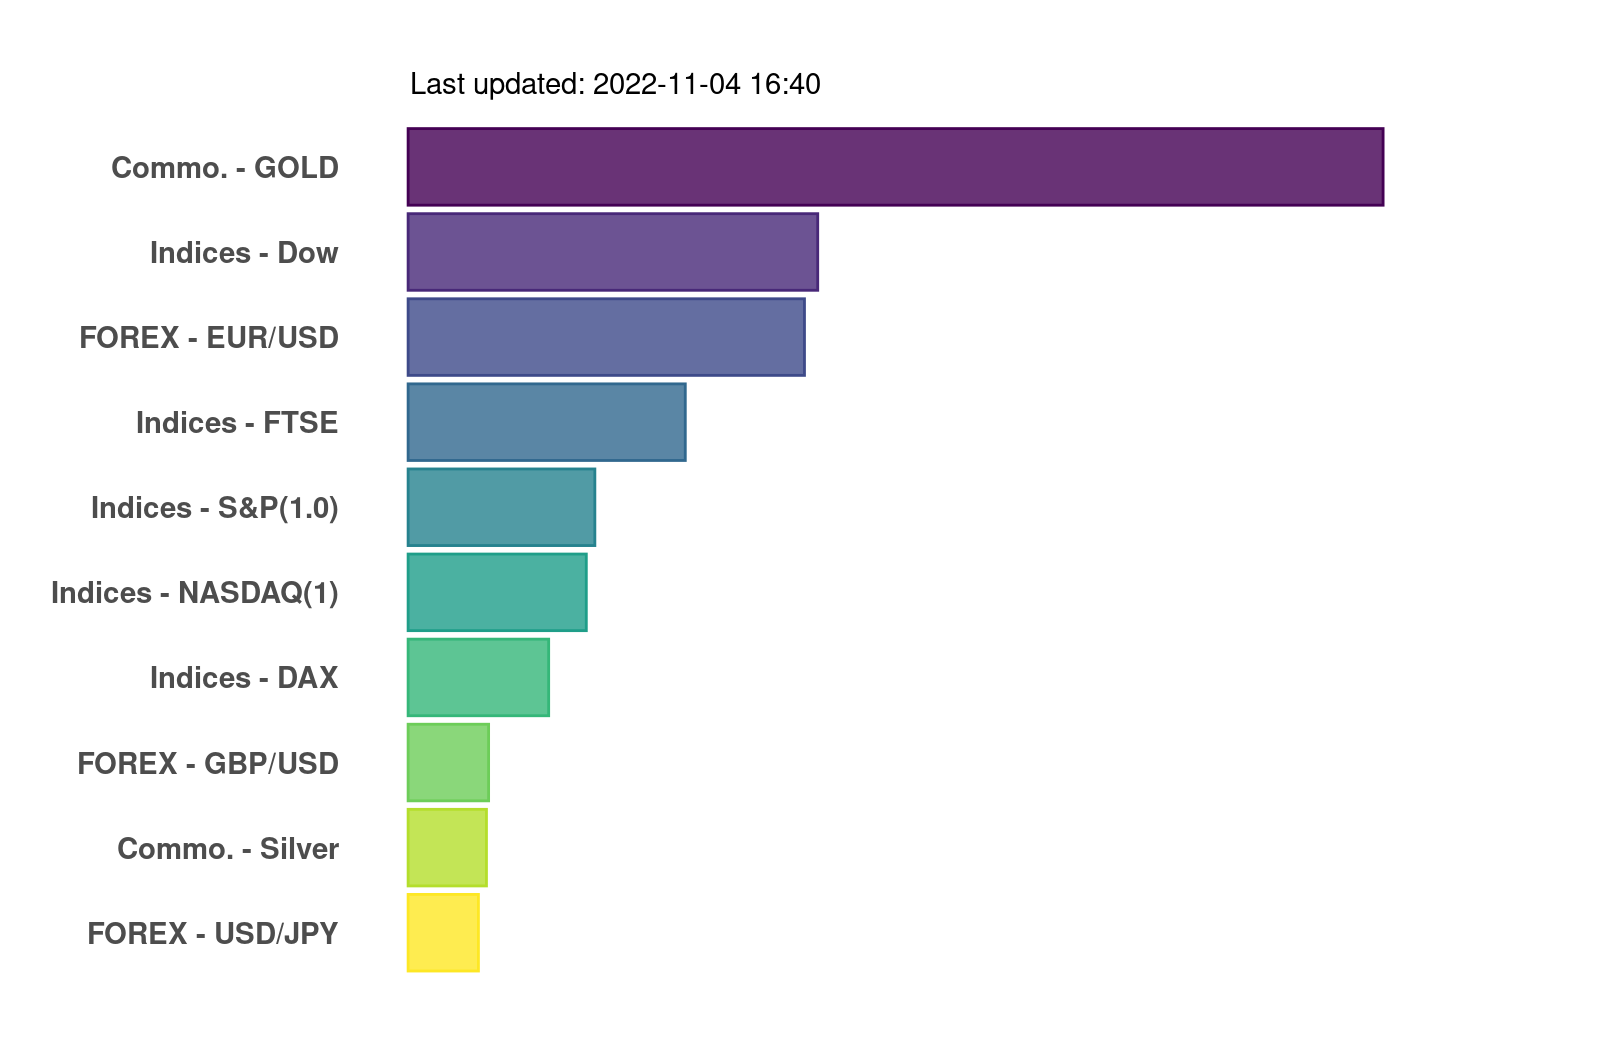 Last updated: 2022-11-04 16:40
Commo. - GOLD
Indices - Dow
FOREX - EUR/USD
Indices - FTSE
Indices - S&P(1.0)
Indices - NASDAQ(1)
Indices - DAX
FOREX - GBP/USD
Commo. - Silver
FOREX - USD/JPY